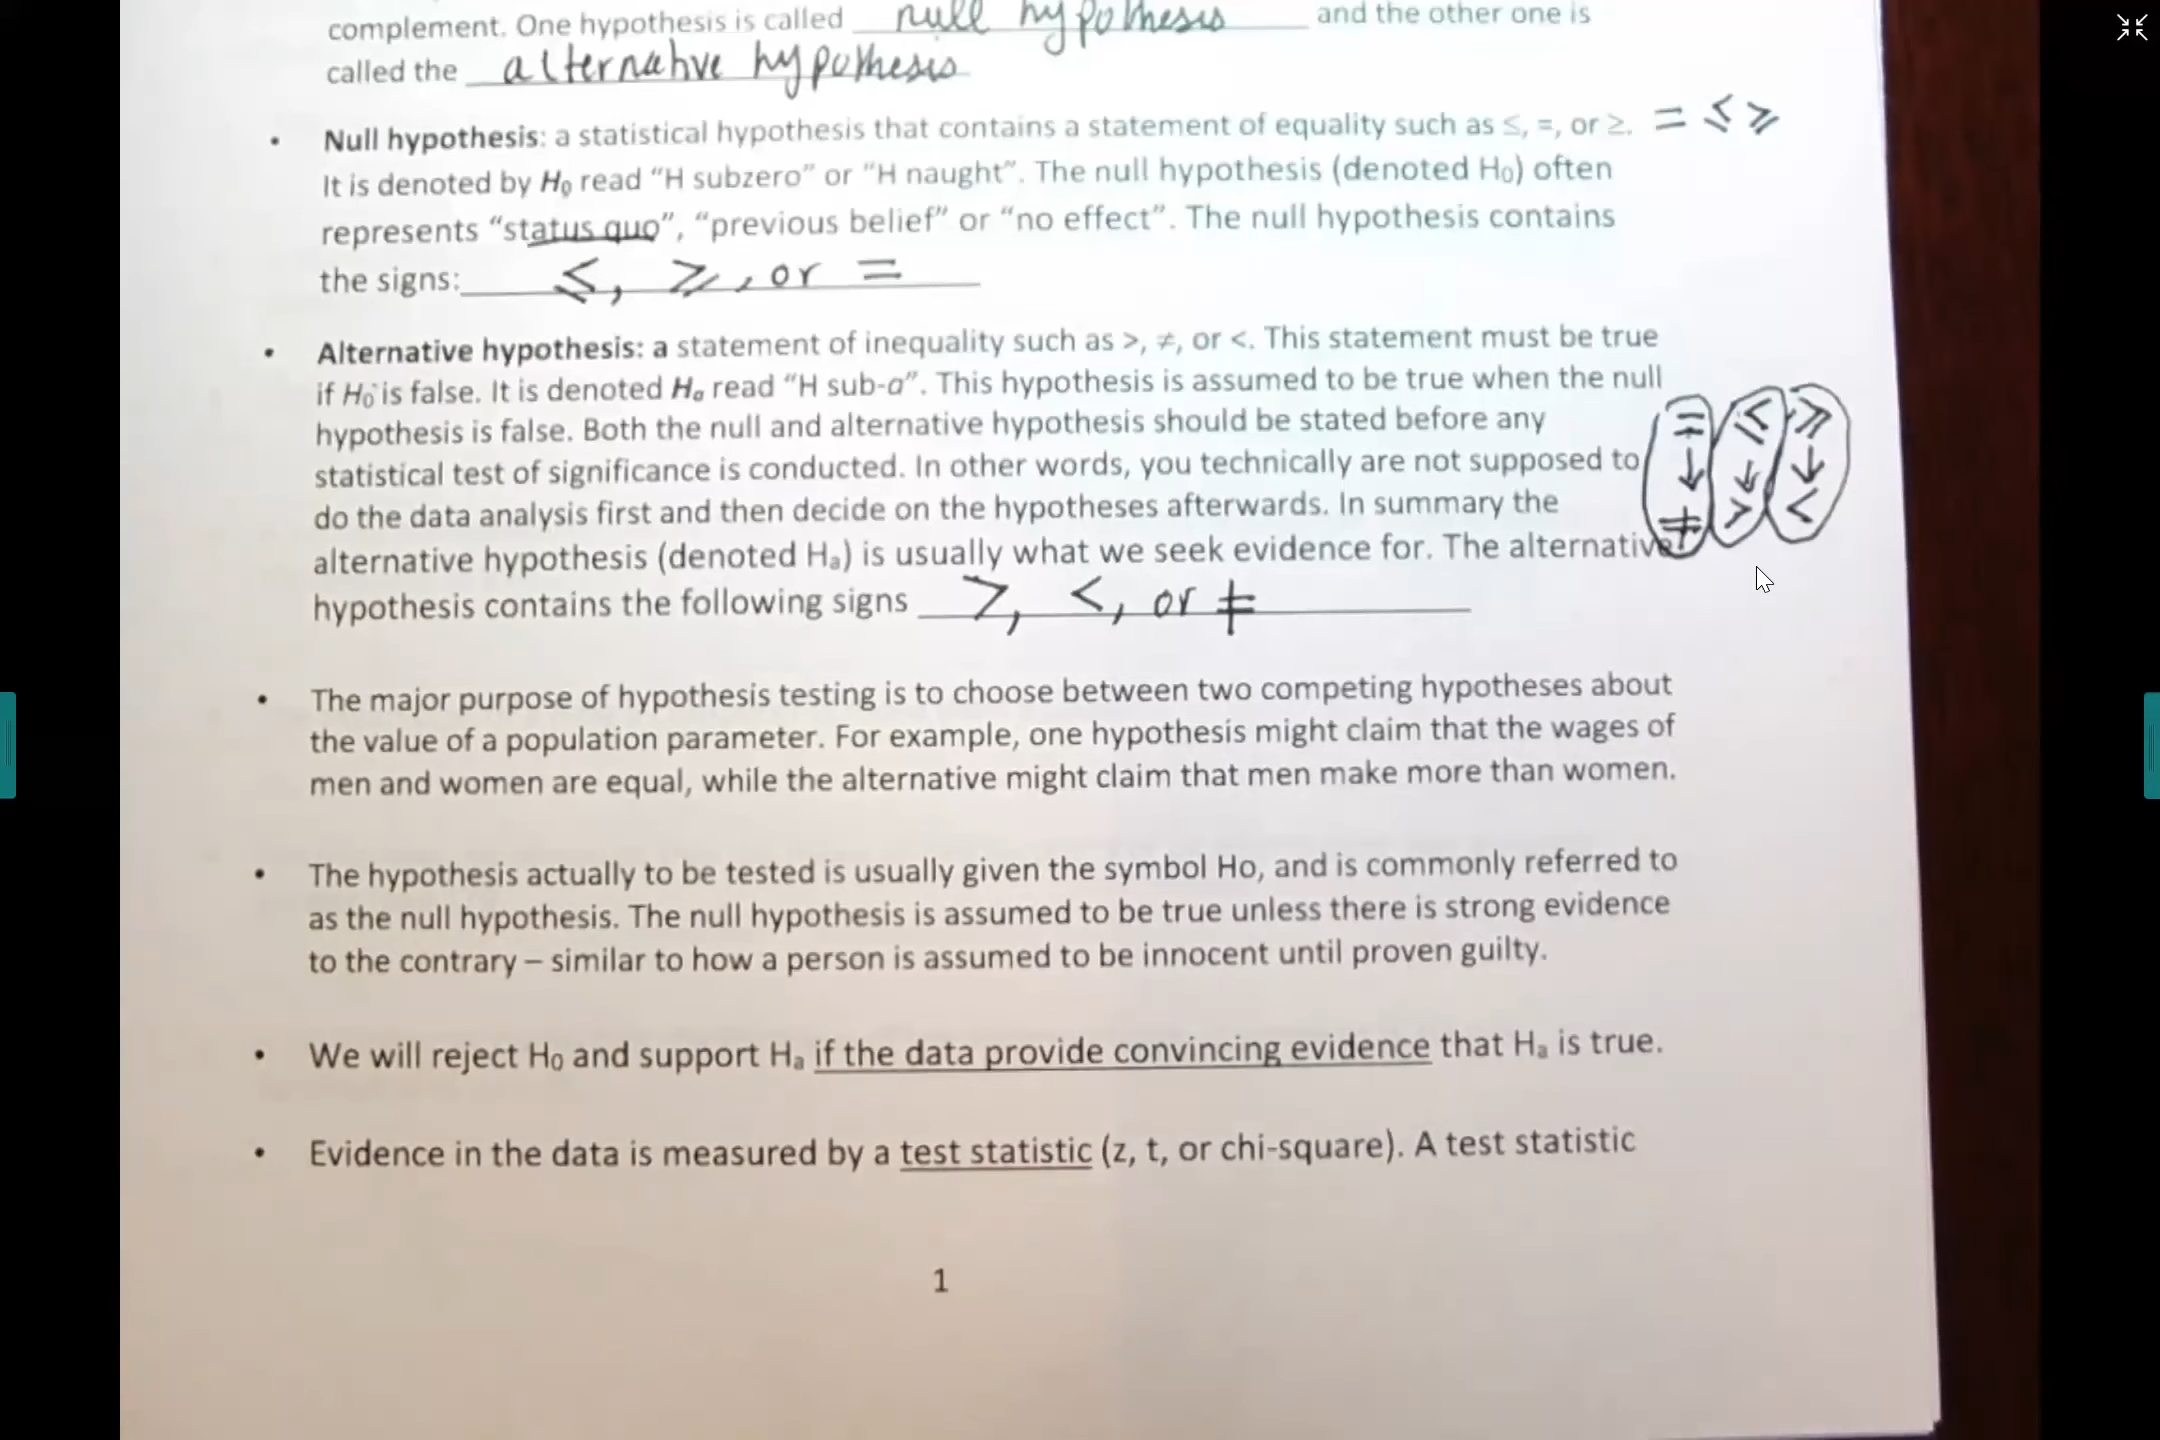 complement. One hypothesis is called null hypothesis and the other one is
called the alternative hypothesis
• Null hypothesis: a statistical hypothesis that contains a statement of equality such as ≤, =, or ≥. = ≤ ≥
It is denoted by H₀ read “H subzero” or “H naught”. The null hypothesis (denoted H₀) often
represents “status quo”, “previous belief” or “no effect”. The null hypothesis contains
the signs: ≤, ≥, or =
• Alternative hypothesis: a statement of inequality such as >, ≠, or <. This statement must be true
if H₀ is false. It is denoted Hₐ read “H sub-a”. This hypothesis is assumed to be true when the null
hypothesis is false. Both the null and alternative hypothesis should be stated before any
= ≤ ≥
statistical test of significance is conducted. In other words, you technically are not supposed to
↓ ↓ ↓
do the data analysis first and then decide on the hypotheses afterwards. In summary the
≠ > <
alternative hypothesis (denoted Hₐ) is usually what we seek evidence for. The alternative
hypothesis contains the following signs >, <, or ≠
• The major purpose of hypothesis testing is to choose between two competing hypotheses about
the value of a population parameter. For example, one hypothesis might claim that the wages of
men and women are equal, while the alternative might claim that men make more than women.
• The hypothesis actually to be tested is usually given the symbol Ho, and is commonly referred to
as the null hypothesis. The null hypothesis is assumed to be true unless there is strong evidence
to the contrary – similar to how a person is assumed to be innocent until proven guilty.
• We will reject H₀ and support Hₐ if the data provide convincing evidence that Hₐ is true.
• Evidence in the data is measured by a test statistic (z, t, or chi-square). A test statistic
1